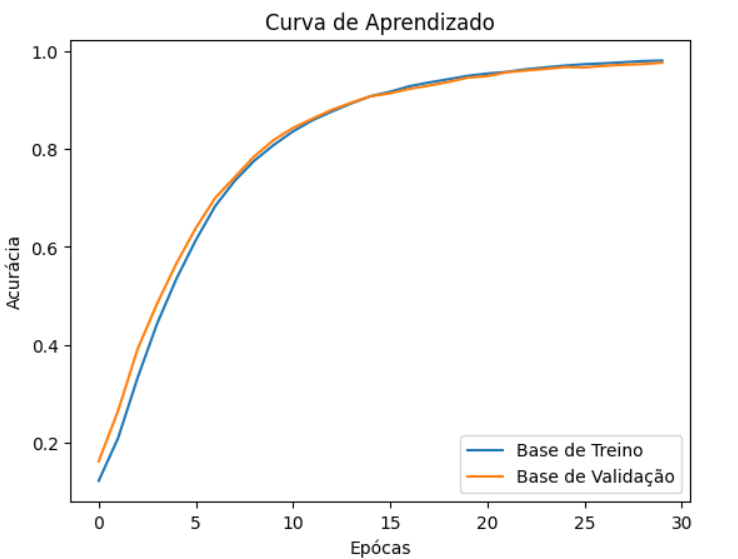 Curva de Aprendizado
1.0
0.8
0.6
0.4
0.2
Acurácia
0
5
10
15
20
25
30
Epócas
Base de Treino
Base de Validação